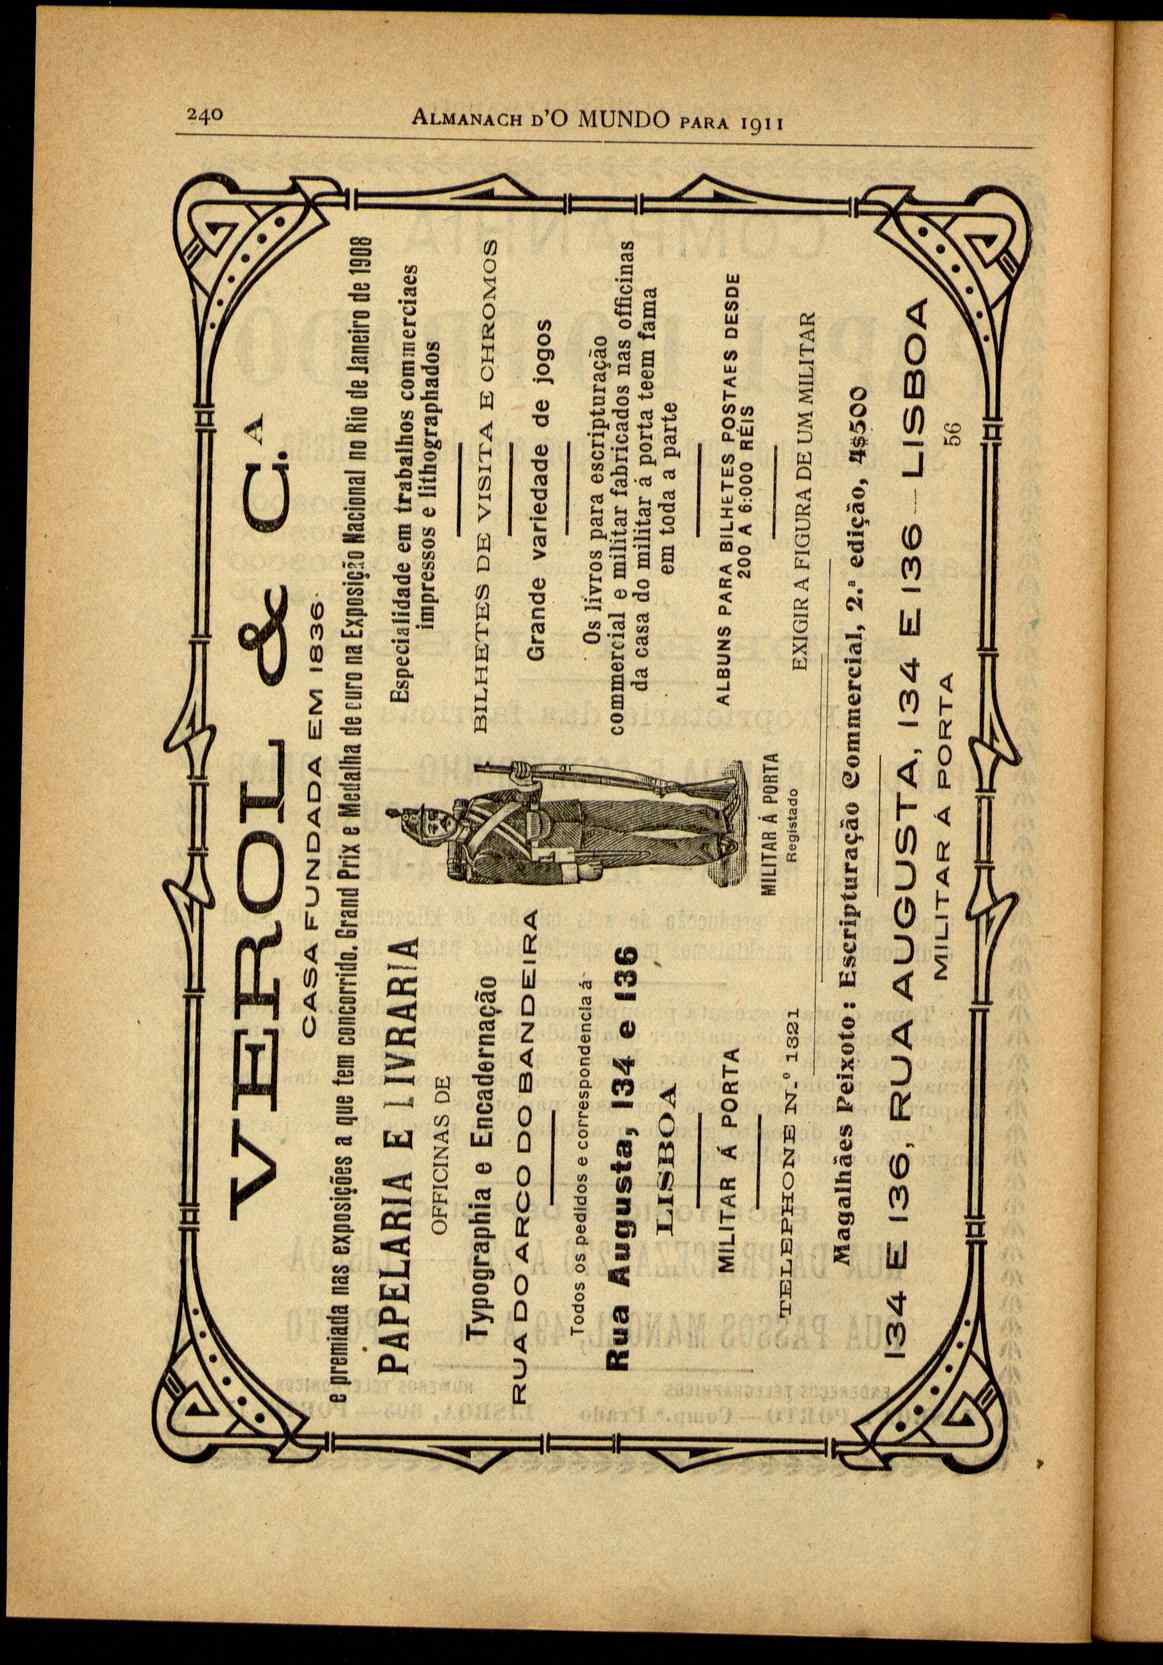 240
ALMANACH D'O MUNDO PARA 1911
VEROL & C.A
CASA FUNDADA EM 1836
e premiada nas exposições a que tem concorrido. Grand Prix e Medalha de ouro na Exposição Nacional no Rio de Janeiro de 1908
PAPELARIA E LIVRARIA
OFFICINAS DE
Typographia e Encadernação
RUA DO ARCO DO BANDEIRA
Todos os pedidos e correspondencia á
Rua Augusta, 134 e 136
LISBOA
MILITAR Á PORTA
TELEPHONE N.º 1321
MILITAR Á PORTA
Registado
Especialidade em trabalhos commerciaes
impressos e lithographados
BILHETES DE VISITA E CHROMOS
Grande variedade de jogos
Os livros para escripturação
commercial e militar fabricados nas officinas
da casa do militar á porta teem fama
em toda a parte
ALBUNS PARA BILHETES POSTAES DESDE
200 A 6:000 RÉIS
EXIGIR A FIGURA DE UM MILITAR
Magalhães Peixoto: Escripturação Commercial, 2.ª edição, 4$500
134 E 136, RUA AUGUSTA, 134 E 136 — LISBOA
MILITAR Á PORTA
56